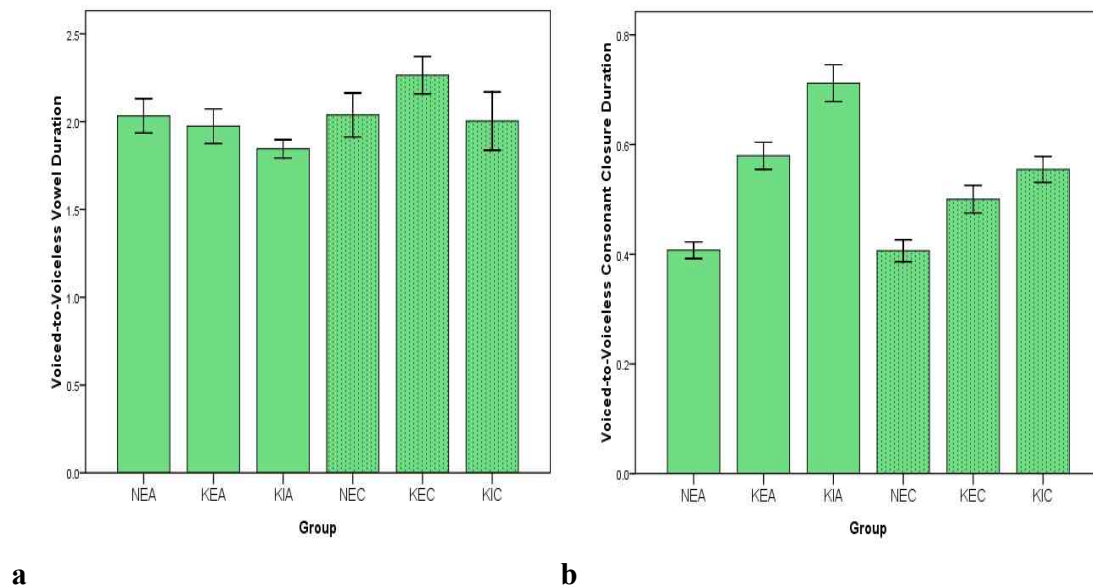 Voiced-to-Voiceless Vowel Duration
2.5
2.0
1.5
1.0
0.5
0.0
NEA KEA KIA NEC KEC KIC
Group
a
Voiced-to-Voiceless Consonant Closure Duration
0.8
0.6
0.4
0.2
0.0
NEA KEA KIA NEC KEC KIC
Group
b